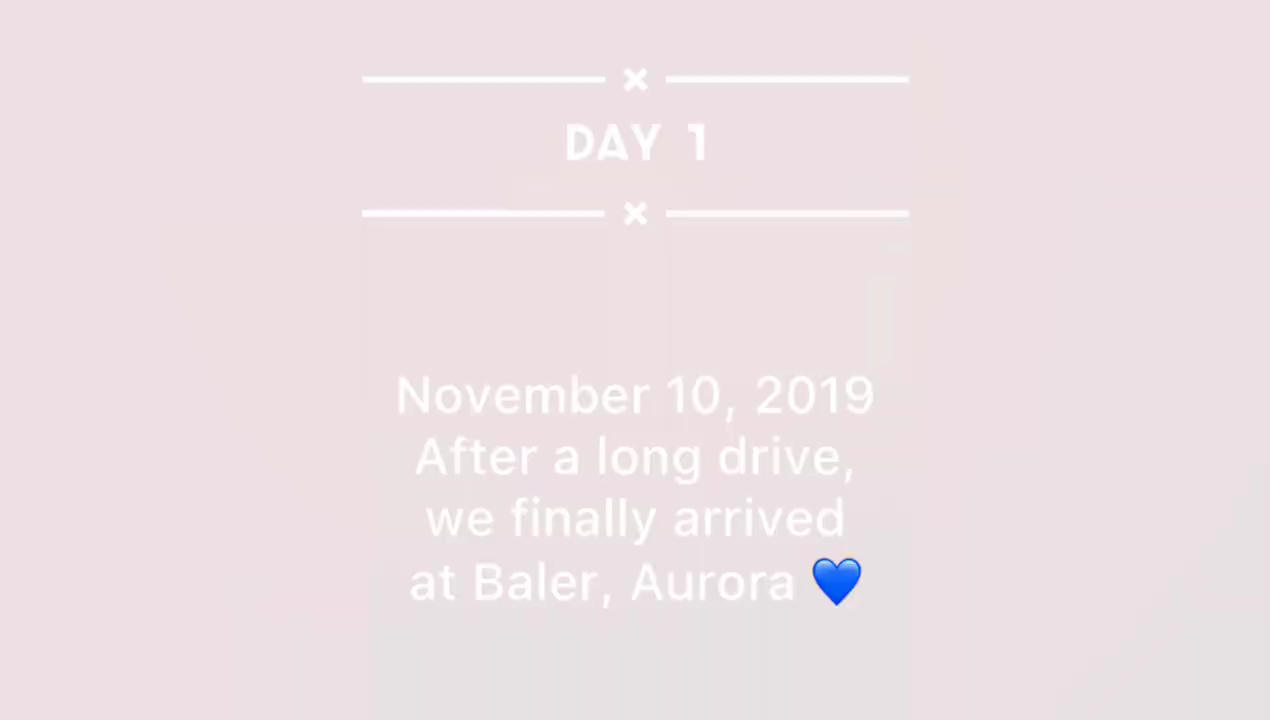 DAY 1
November 10, 2019
After a long drive,
we finally arrived
at Baler, Aurora 💙